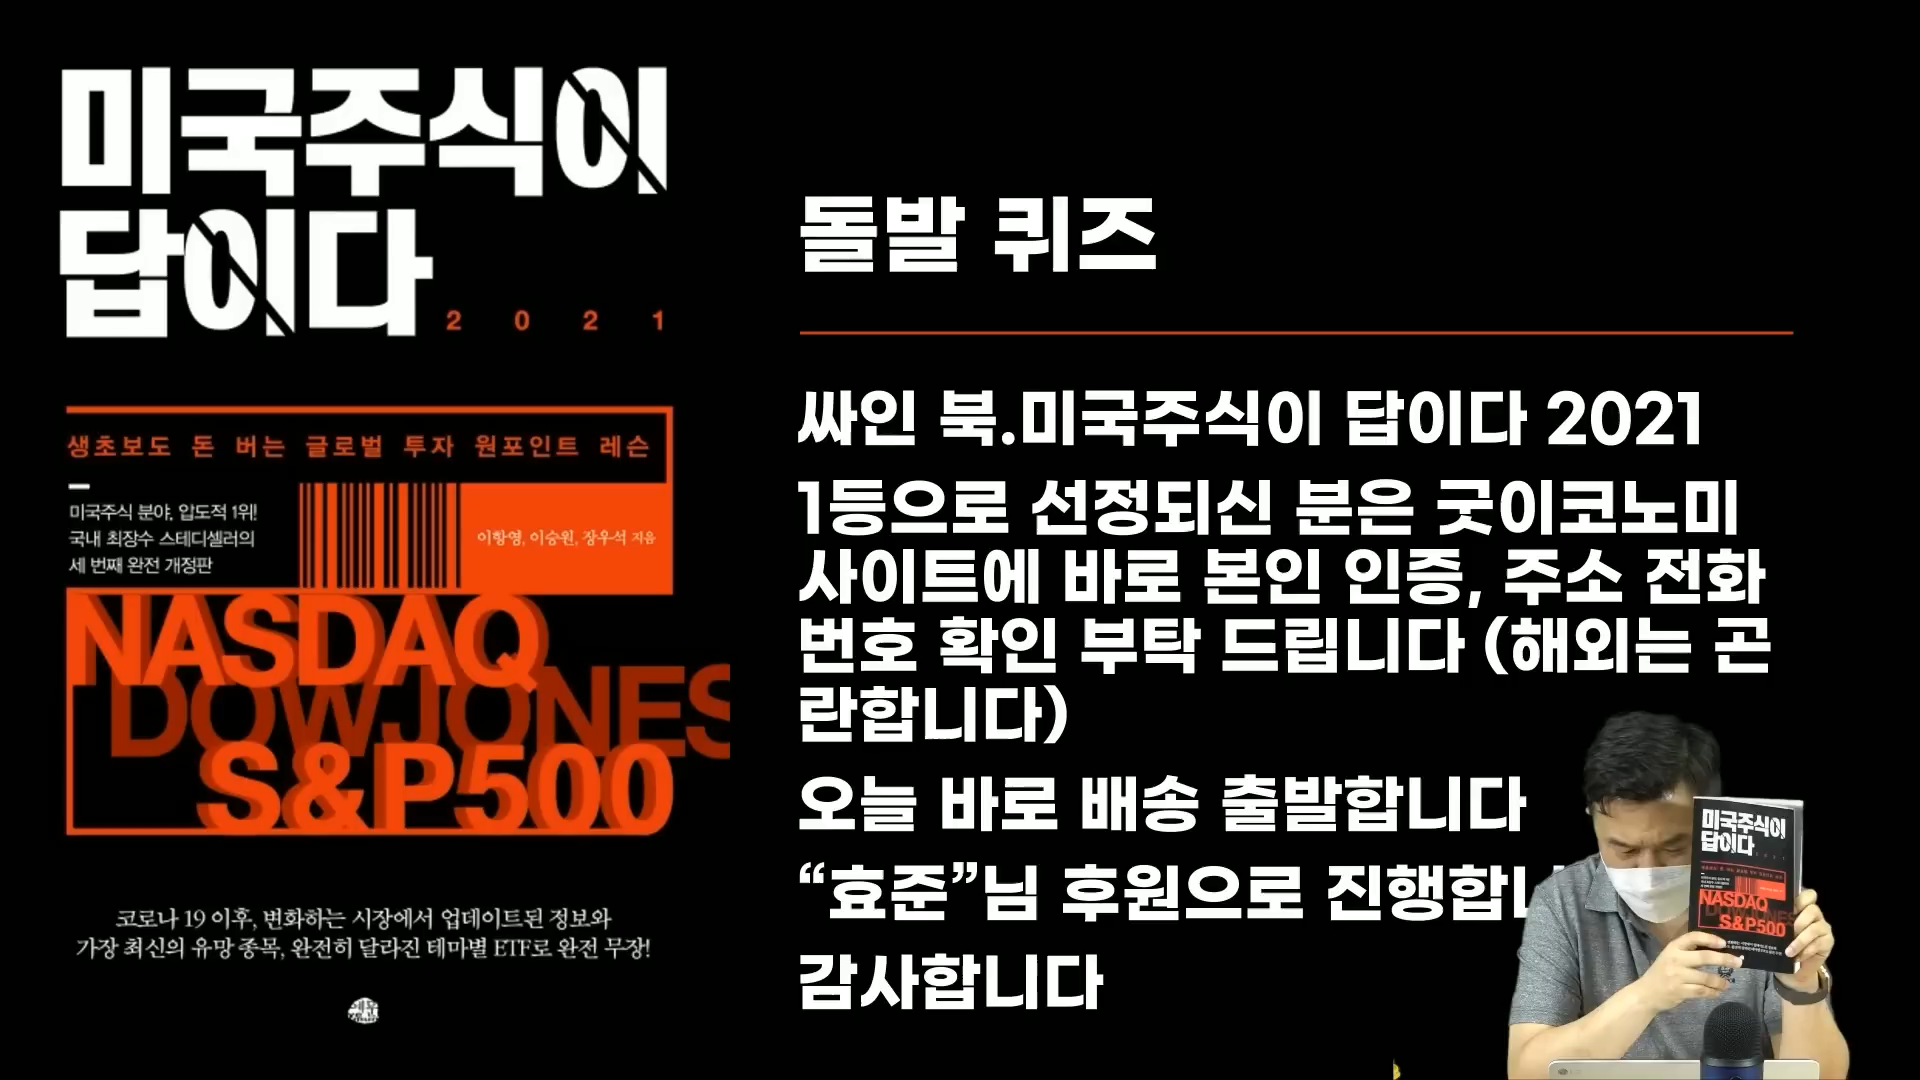 미국주식이
답이다
2 0 2 1
생초보도 돈 버는 글로벌 투자 원포인트 레슨
미국주식 분야, 압도적 1위!
국내 최장수 스테디셀러의
세 번째 완전 개정판
이항영, 이승원, 장우석 지음
NASDAQ
DOWJONES
S&P500
코로나 19 이후, 변화하는 시장에서 업데이트된 정보와
가장 최신의 유망 종목, 완전히 달라진 테마별 ETF로 완전 무장!
돌발 퀴즈
싸인 북.미국주식이 답이다 2021
1등으로 선정되신 분은 굿이코노미
사이트에 바로 본인 인증, 주소 전화
번호 확인 부탁 드립니다 (해외는 곤
란합니다)
오늘 바로 배송 출발합니다
“효준”님 후원으로 진행합니
감사합니다
미국주식이
답이다
NASDAQ
DOWJONES
S&P500